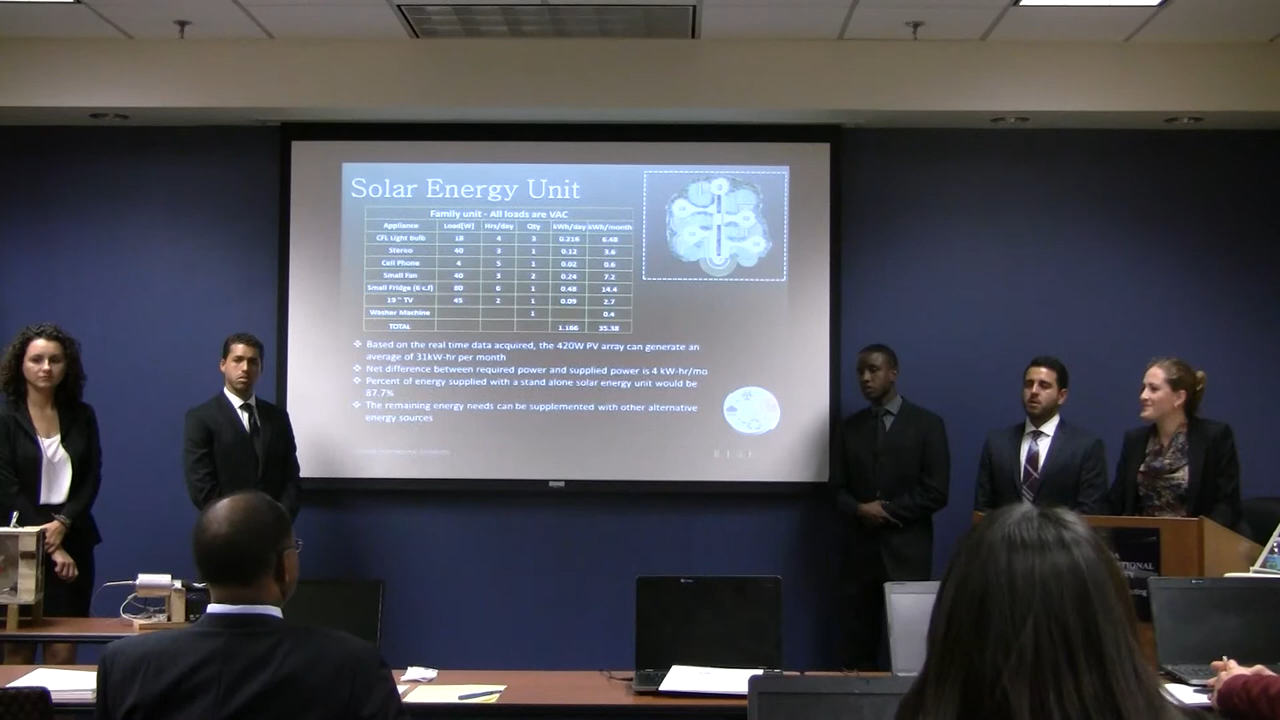 Solar Energy Unit
Family unit - All loads are VAC
Appliance Load[W] Hrs/day Qty kWh/day kWh/month
CFL Light Bulb 18 4 3 0.216 6.48
Stereo 40 3 1 0.12 3.6
Cell Phone 4 5 1 0.02 0.6
Small Fan 40 3 2 0.24 7.2
Small Fridge (6 c.f) 80 6 1 0.48 14.4
19 " TV 45 2 1 0.09 2.7
Washer Machine 1 0.4
TOTAL 1.166 35.38
❖ Based on the real time data acquired, the 420W PV array can generate an
average of 31kW-hr per month
❖ Net difference between required power and supplied power is 4 kW-hr/mo
❖ Percent of energy supplied with a stand alone solar energy unit would be
87.7%
❖ The remaining energy needs can be supplemented with other alternative
energy sources